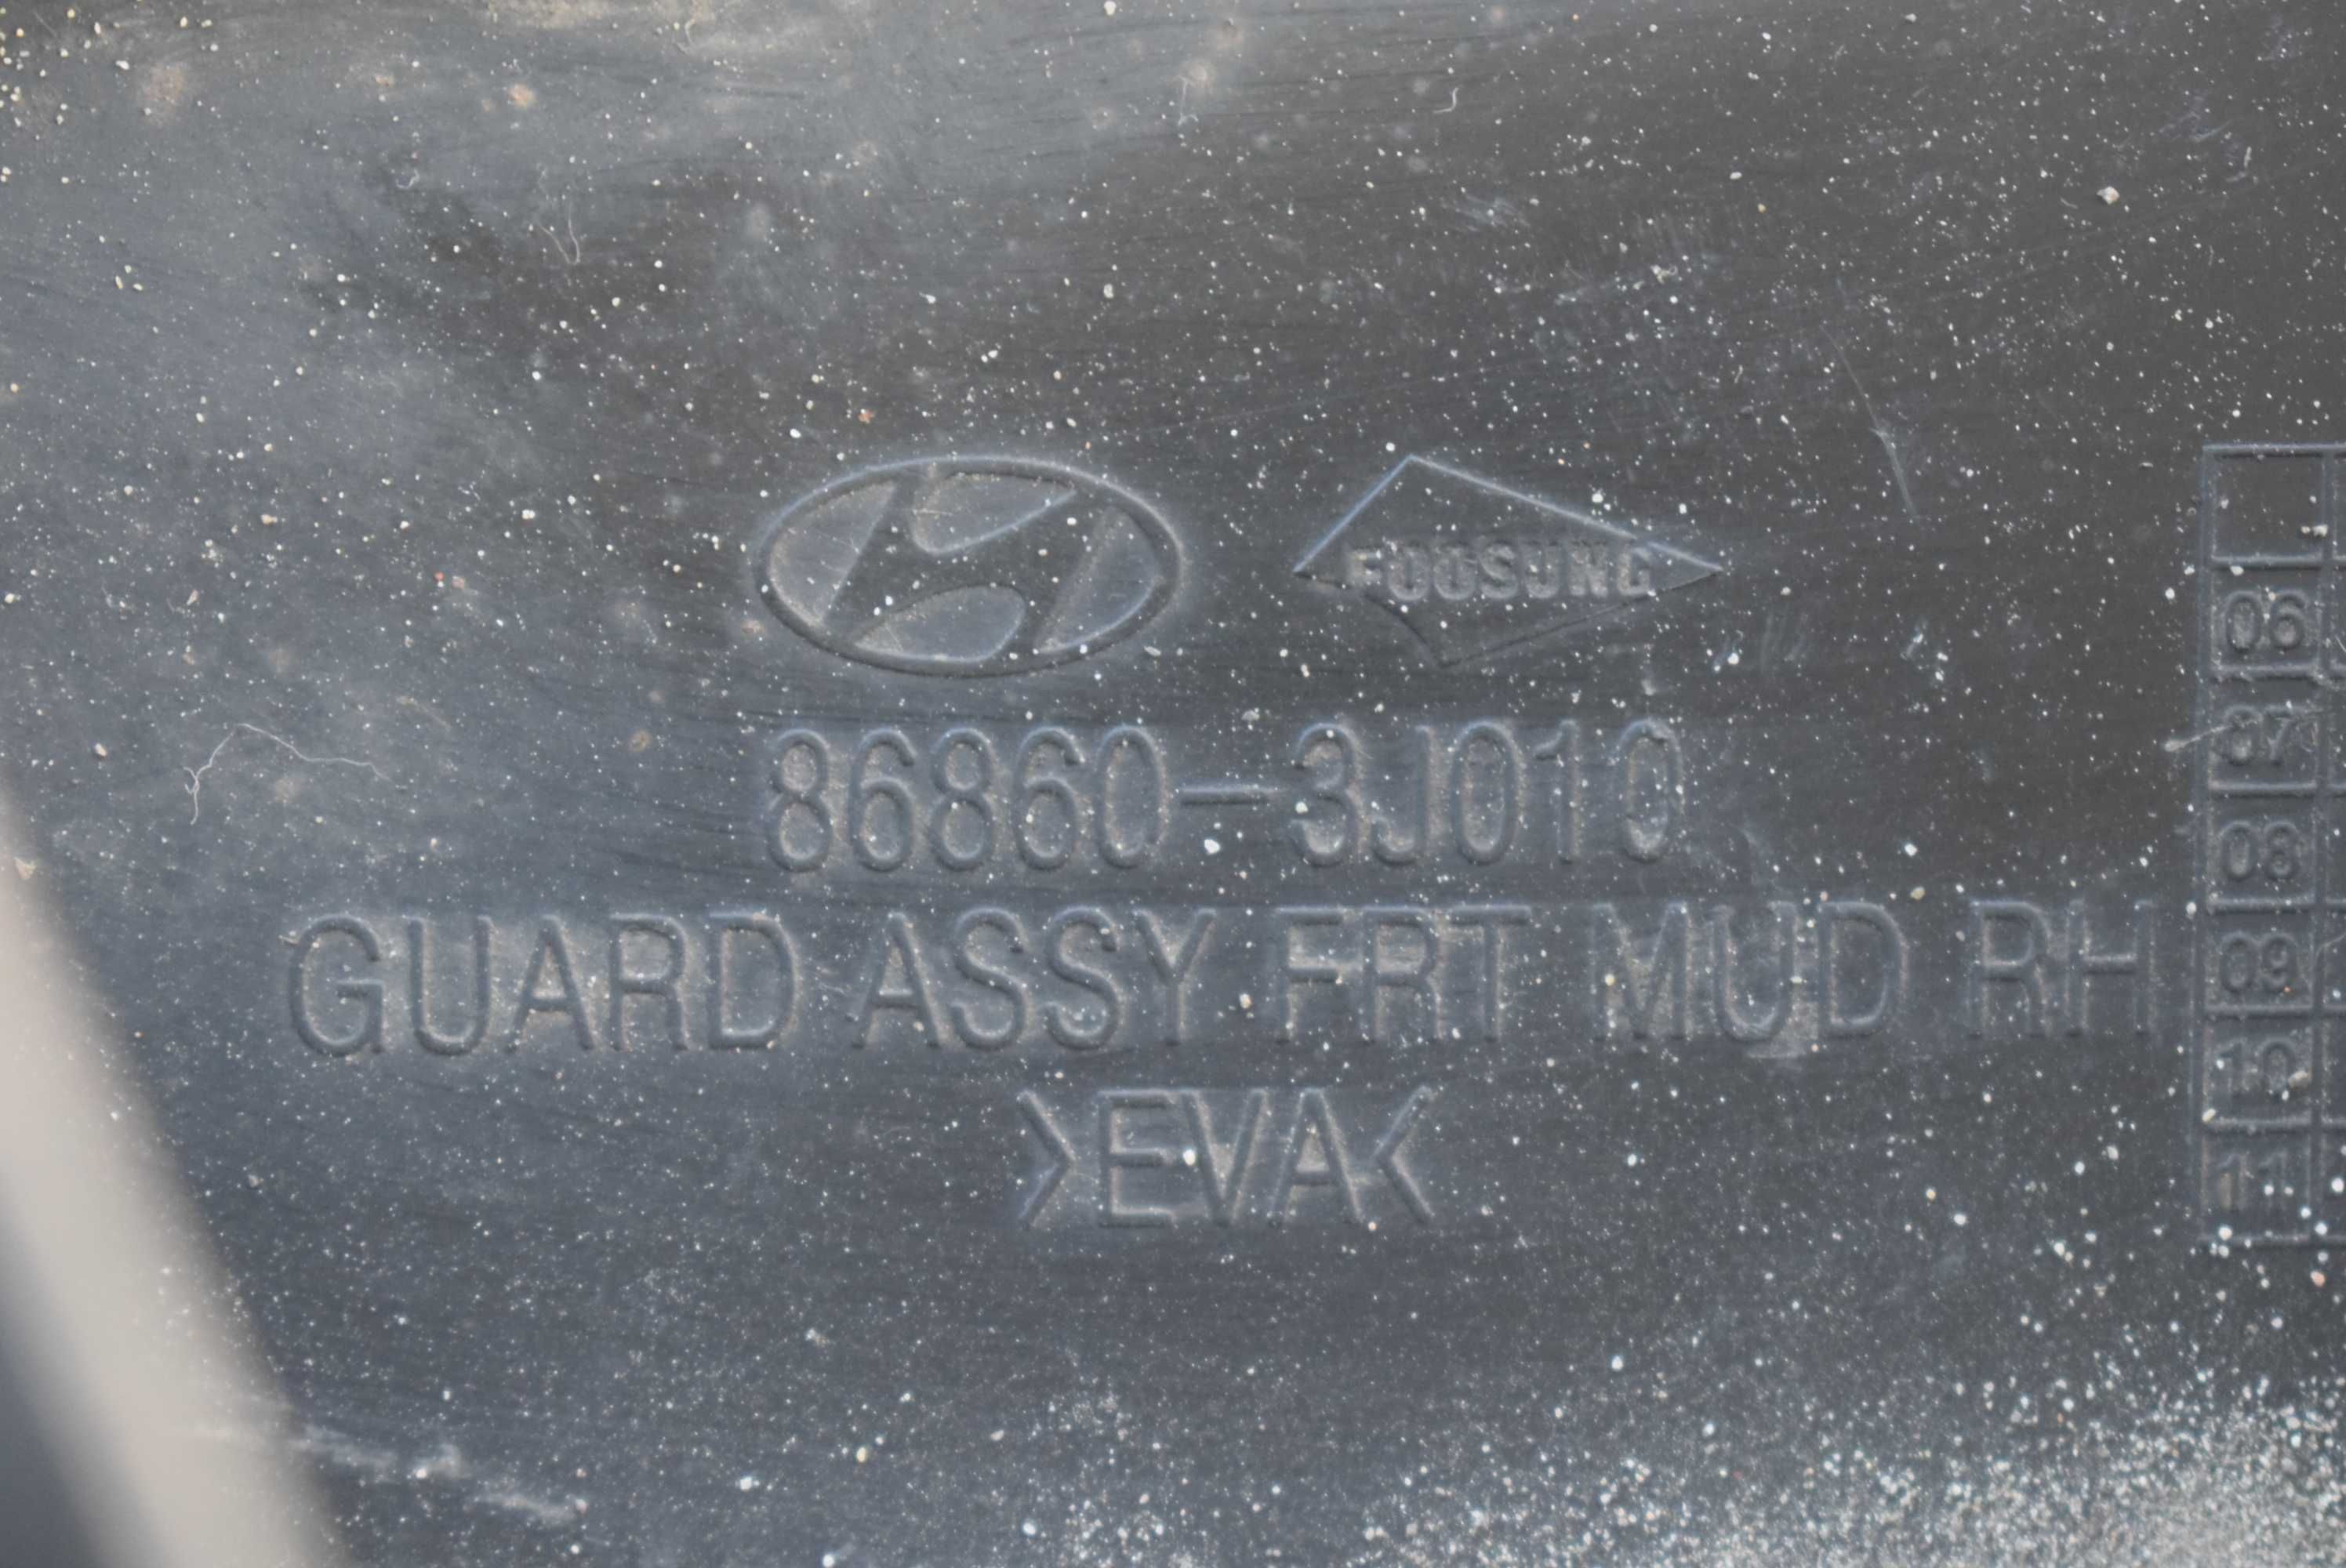 FOOSUNG
86860-3J010
GUARD ASSY FRT MUD RH
>EVA<
06
07
08
09
10
11